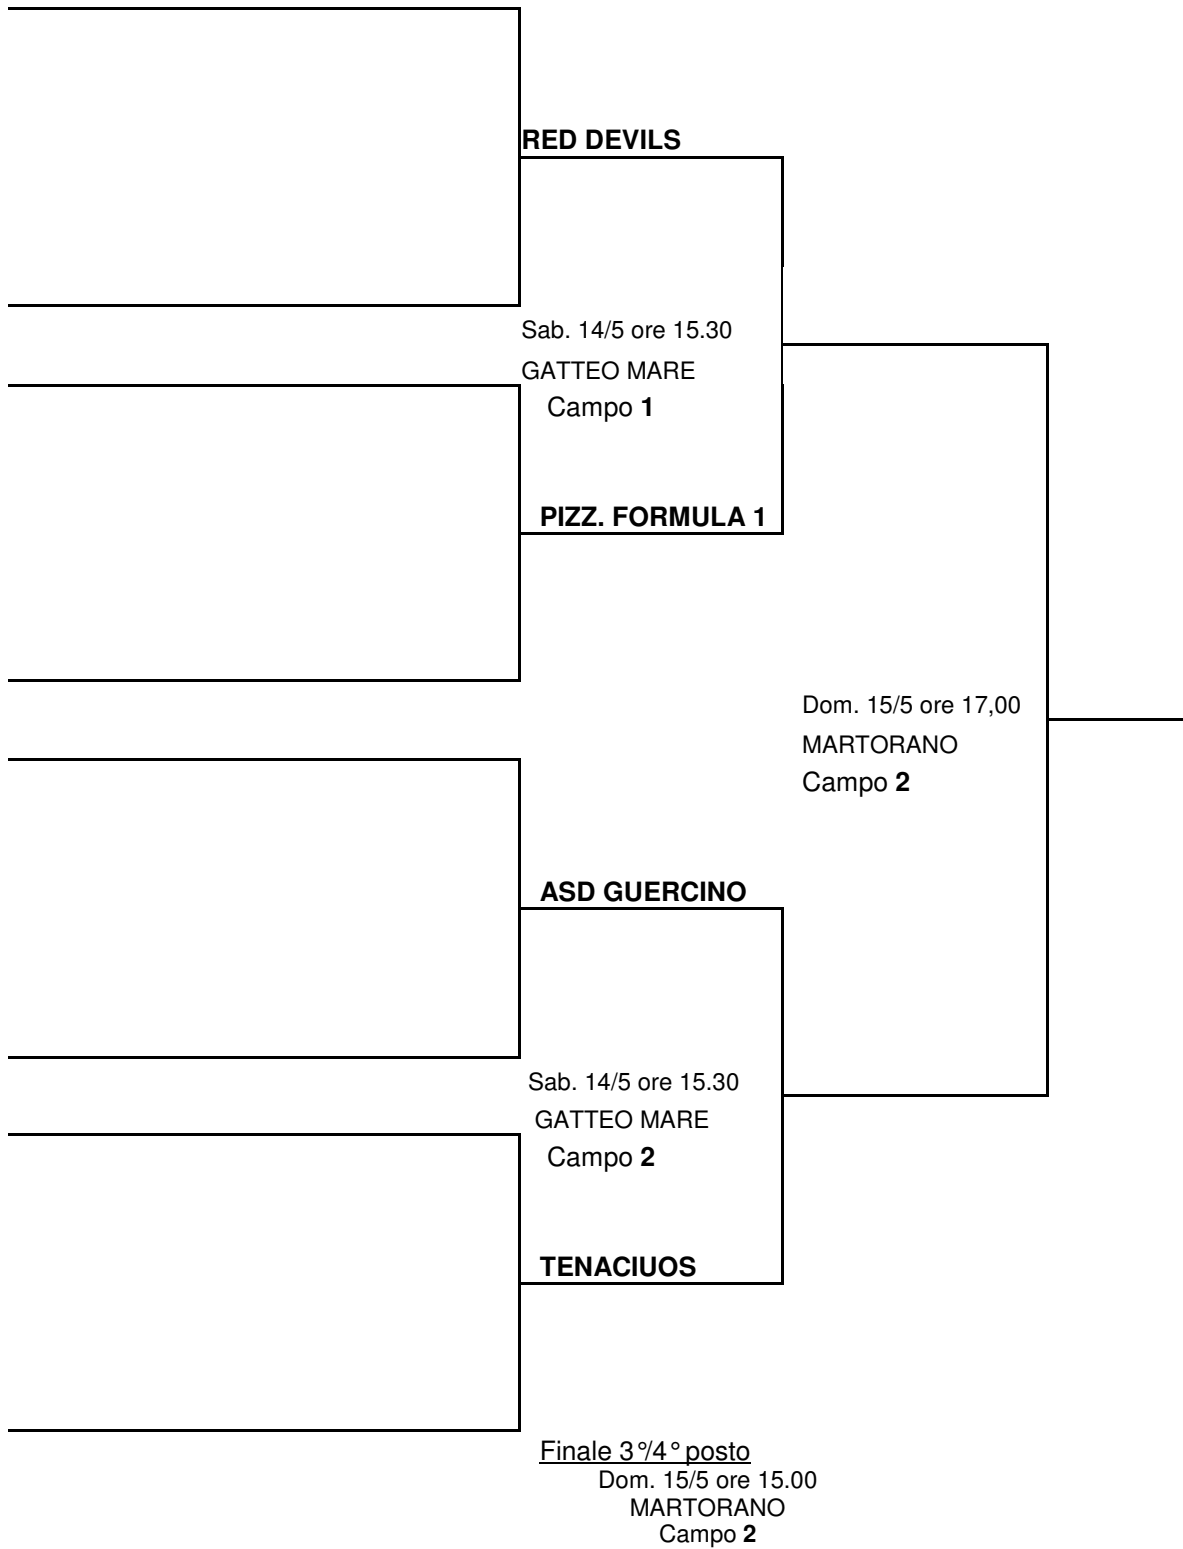 RED DEVILS
Sab. 14/5 ore 15.30
GATTEO MARE
Campo 1
PIZZ. FORMULA 1
Dom. 15/5 ore 17,00
MARTORANO
Campo 2
ASD GUERCINO
Sab. 14/5 ore 15.30
GATTEO MARE
Campo 2
TENACIUOS
Finale 3°/4° posto
Dom. 15/5 ore 15.00
MARTORANO
Campo 2